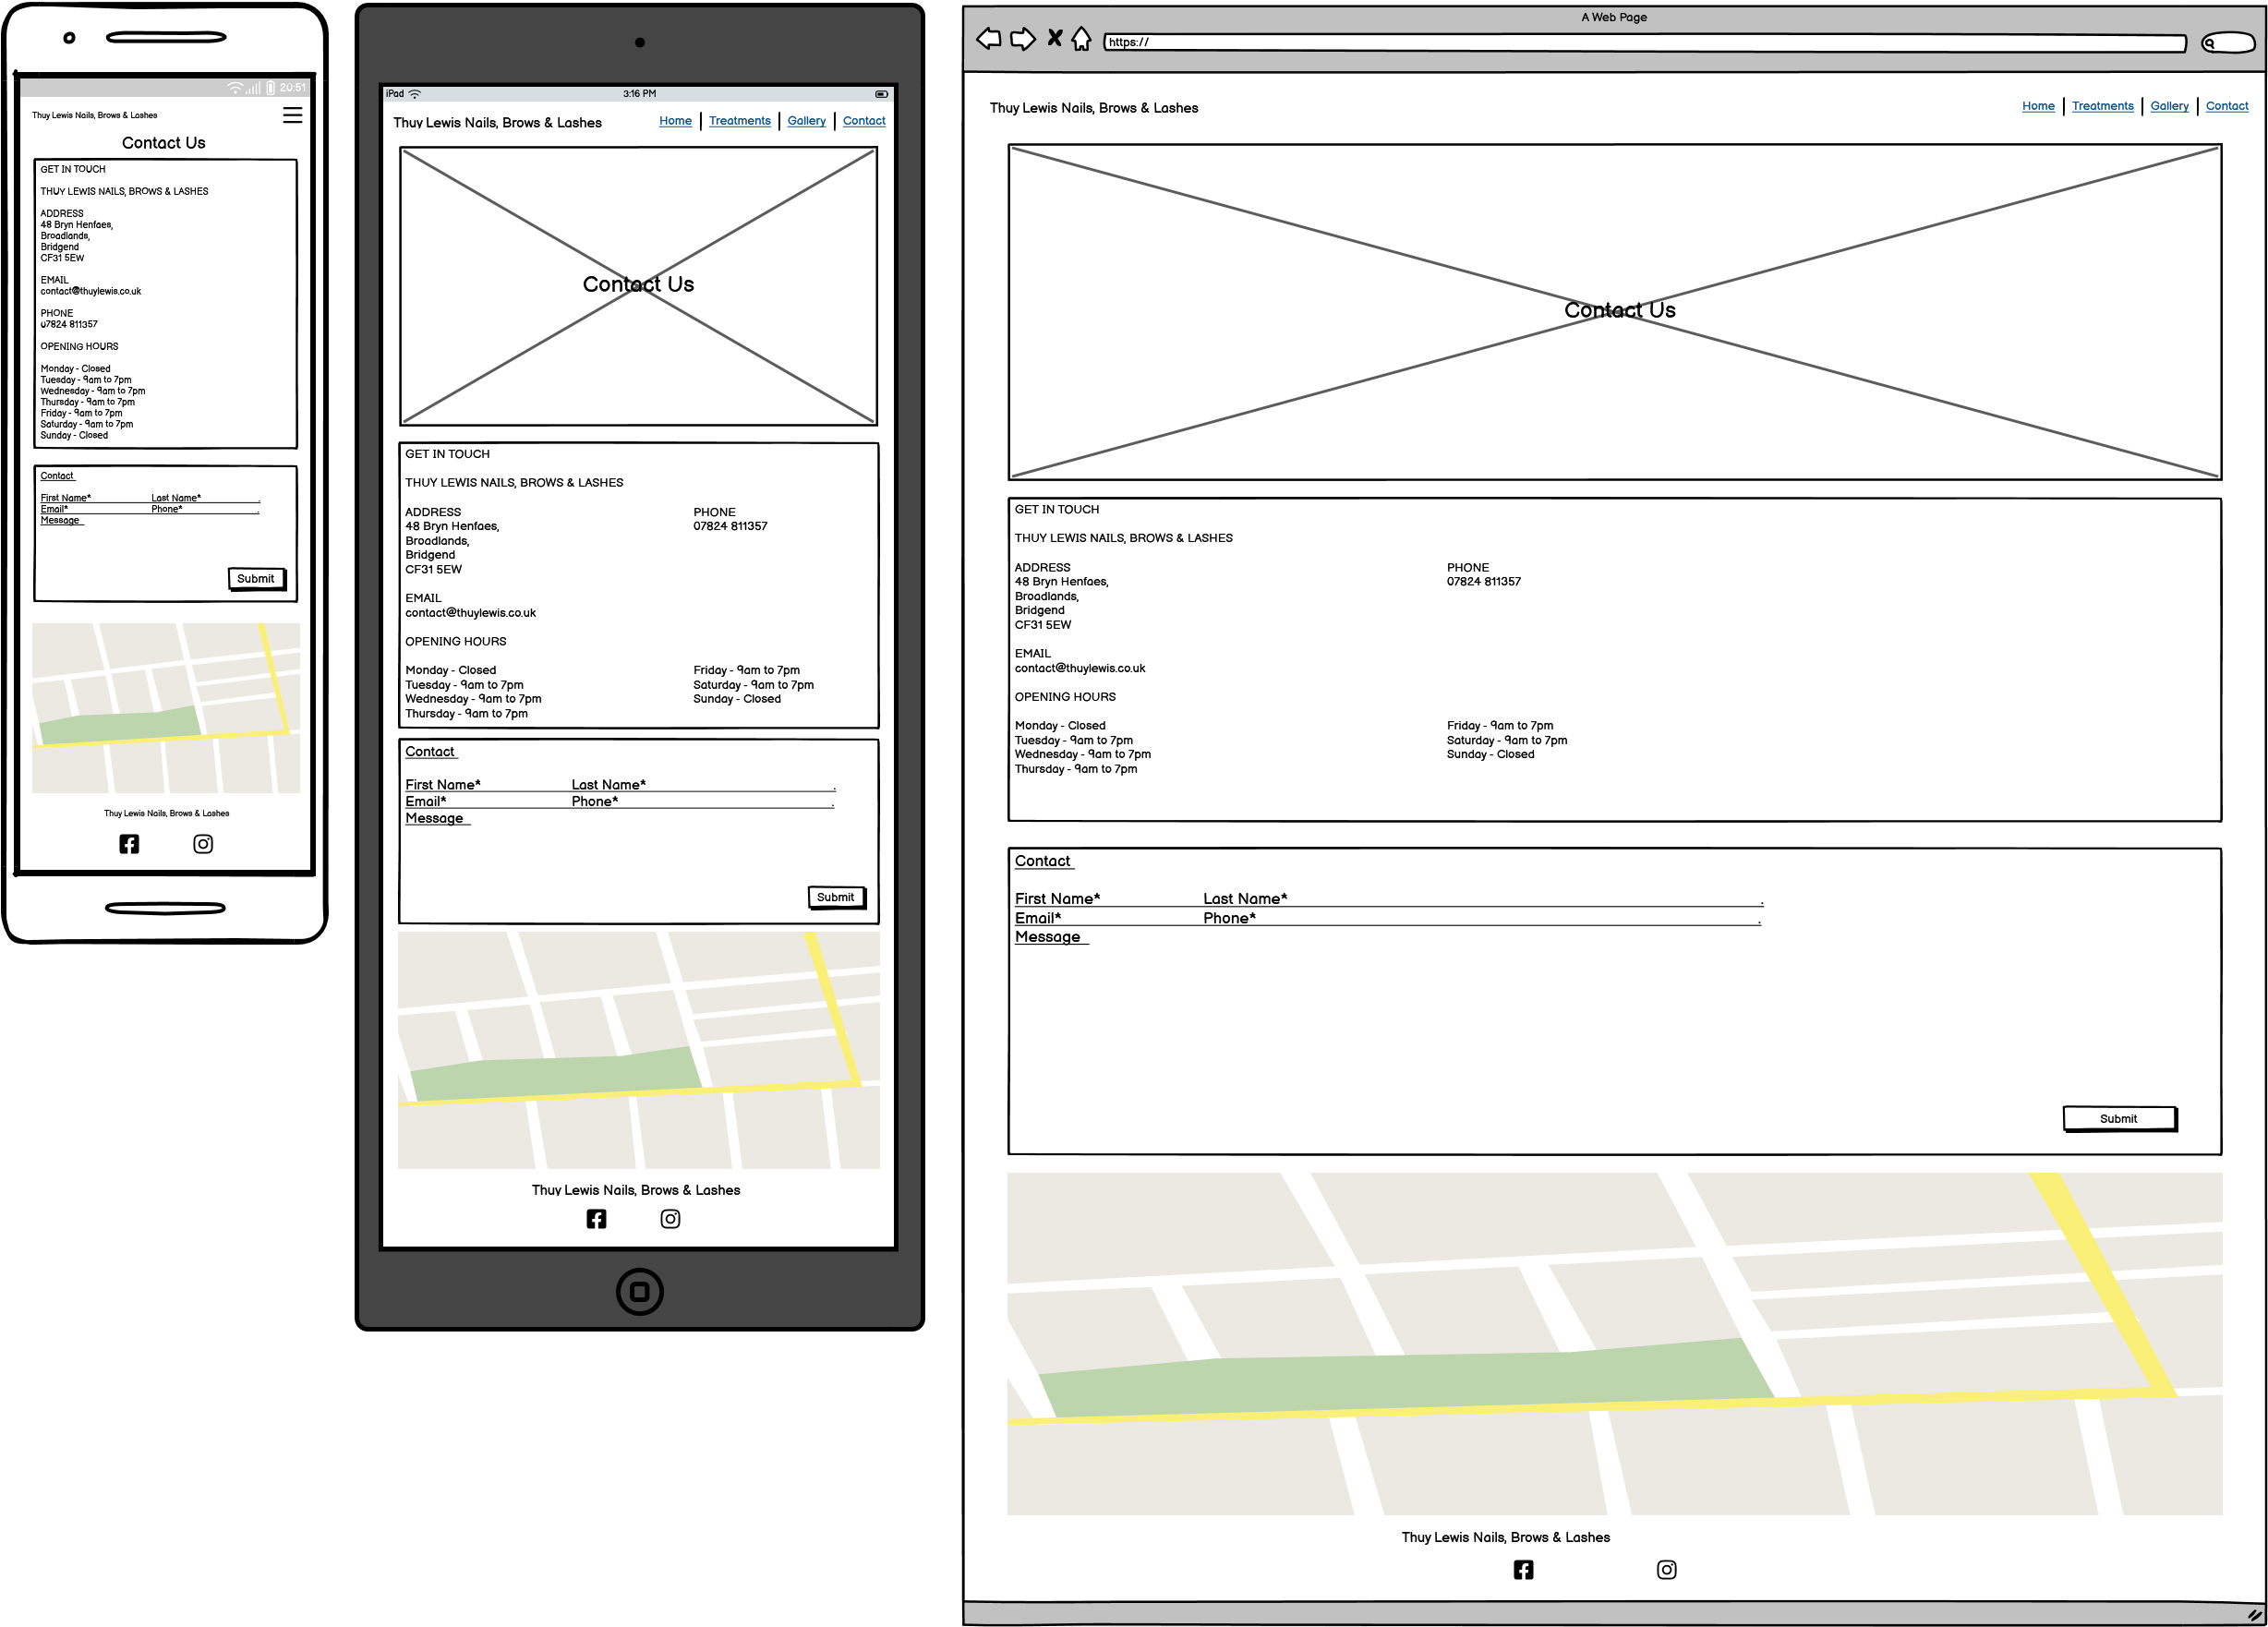 20:51
Thuy Lewis Nails, Brows & Lashes
Contact Us
GET IN TOUCH
THUY LEWIS NAILS, BROWS & LASHES
ADDRESS
48 Bryn Henfaes,
Broadlands,
Bridgend
CF31 5EW
EMAIL
contact@thuylewis.co.uk
PHONE
07824 811357
OPENING HOURS
Monday - Closed
Tuesday - 9am to 7pm
Wednesday - 9am to 7pm
Thursday - 9am to 7pm
Friday - 9am to 7pm
Saturday - 9am to 7pm
Sunday - Closed
Contact
First Name* Last Name* .
Email* Phone* .
Message
Submit
Thuy Lewis Nails, Brows & Lashes
iPad 3:16 PM
Thuy Lewis Nails, Brows & Lashes Home Treatments Gallery Contact
Contact Us
GET IN TOUCH
THUY LEWIS NAILS, BROWS & LASHES
ADDRESS PHONE
48 Bryn Henfaes, 07824 811357
Broadlands,
Bridgend
CF31 5EW
EMAIL
contact@thuylewis.co.uk
OPENING HOURS
Monday - Closed Friday - 9am to 7pm
Tuesday - 9am to 7pm Saturday - 9am to 7pm
Wednesday - 9am to 7pm Sunday - Closed
Thursday - 9am to 7pm
Contact
First Name* Last Name* .
Email* Phone* .
Message
Submit
Thuy Lewis Nails, Brows & Lashes
A Web Page
https://
Thuy Lewis Nails, Brows & Lashes Home Treatments Gallery Contact
Contact Us
GET IN TOUCH
THUY LEWIS NAILS, BROWS & LASHES
ADDRESS PHONE
48 Bryn Henfaes, 07824 811357
Broadlands,
Bridgend
CF31 5EW
EMAIL
contact@thuylewis.co.uk
OPENING HOURS
Monday - Closed Friday - 9am to 7pm
Tuesday - 9am to 7pm Saturday - 9am to 7pm
Wednesday - 9am to 7pm Sunday - Closed
Thursday - 9am to 7pm
Contact
First Name* Last Name* .
Email* Phone* .
Message
Submit
Thuy Lewis Nails, Brows & Lashes